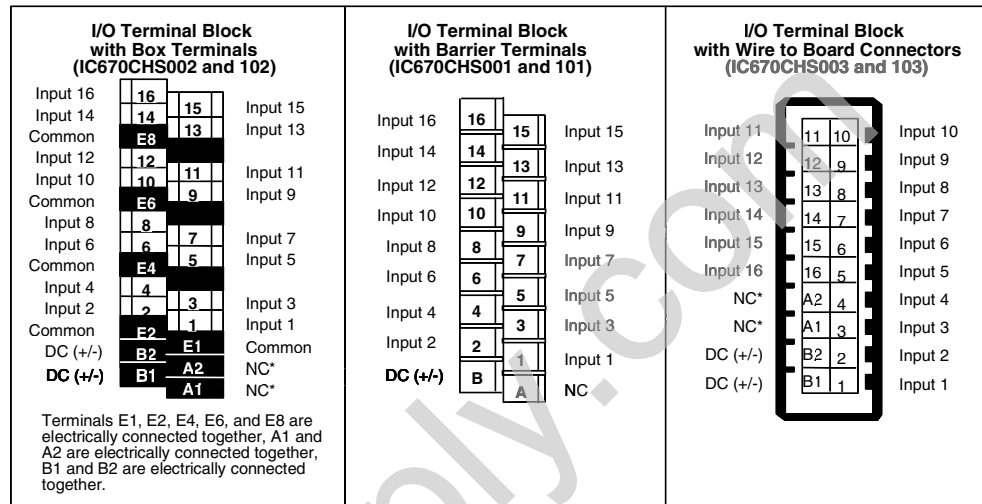 I/O Terminal Block
with Box Terminals
(IC670CHS002 and 102)
Input 16 16
15 Input 15
Input 14 14
13 Input 13
Common E8
Input 12 12
11 Input 11
Input 10 10
9 Input 9
Common E6
Input 8 8
7 Input 7
Input 6 6
5 Input 5
Common E4
Input 4 4
3 Input 3
Input 2 2
1 Input 1
Common E2
E1 Common
DC (+/-) B2
A2 NC*
DC (+/-) B1
A1 NC*
Terminals E1, E2, E4, E6, and E8 are
electrically connected together, A1 and
A2 are electrically connected together,
B1 and B2 are electrically connected
together.
I/O Terminal Block
with Barrier Terminals
(IC670CHS001 and 101)
Input 16 16
15 Input 15
Input 14 14
13 Input 13
Input 12 12
11 Input 11
Input 10 10
9 Input 9
Input 8 8
7 Input 7
Input 6 6
5 Input 5
Input 4 4
3 Input 3
Input 2 2
1 Input 1
DC (+/-) B
A NC
I/O Terminal Block
with Wire to Board Connectors
(IC670CHS003 and 103)
Input 11 11 10 Input 10
Input 12 12 9 Input 9
Input 13 13 8 Input 8
Input 14 14 7 Input 7
Input 15 15 6 Input 6
Input 16 16 5 Input 5
NC* A2 4 Input 4
NC* A1 3 Input 3
DC (+/-) B2 2 Input 2
DC (+/-) B1 1 Input 1
ply.com